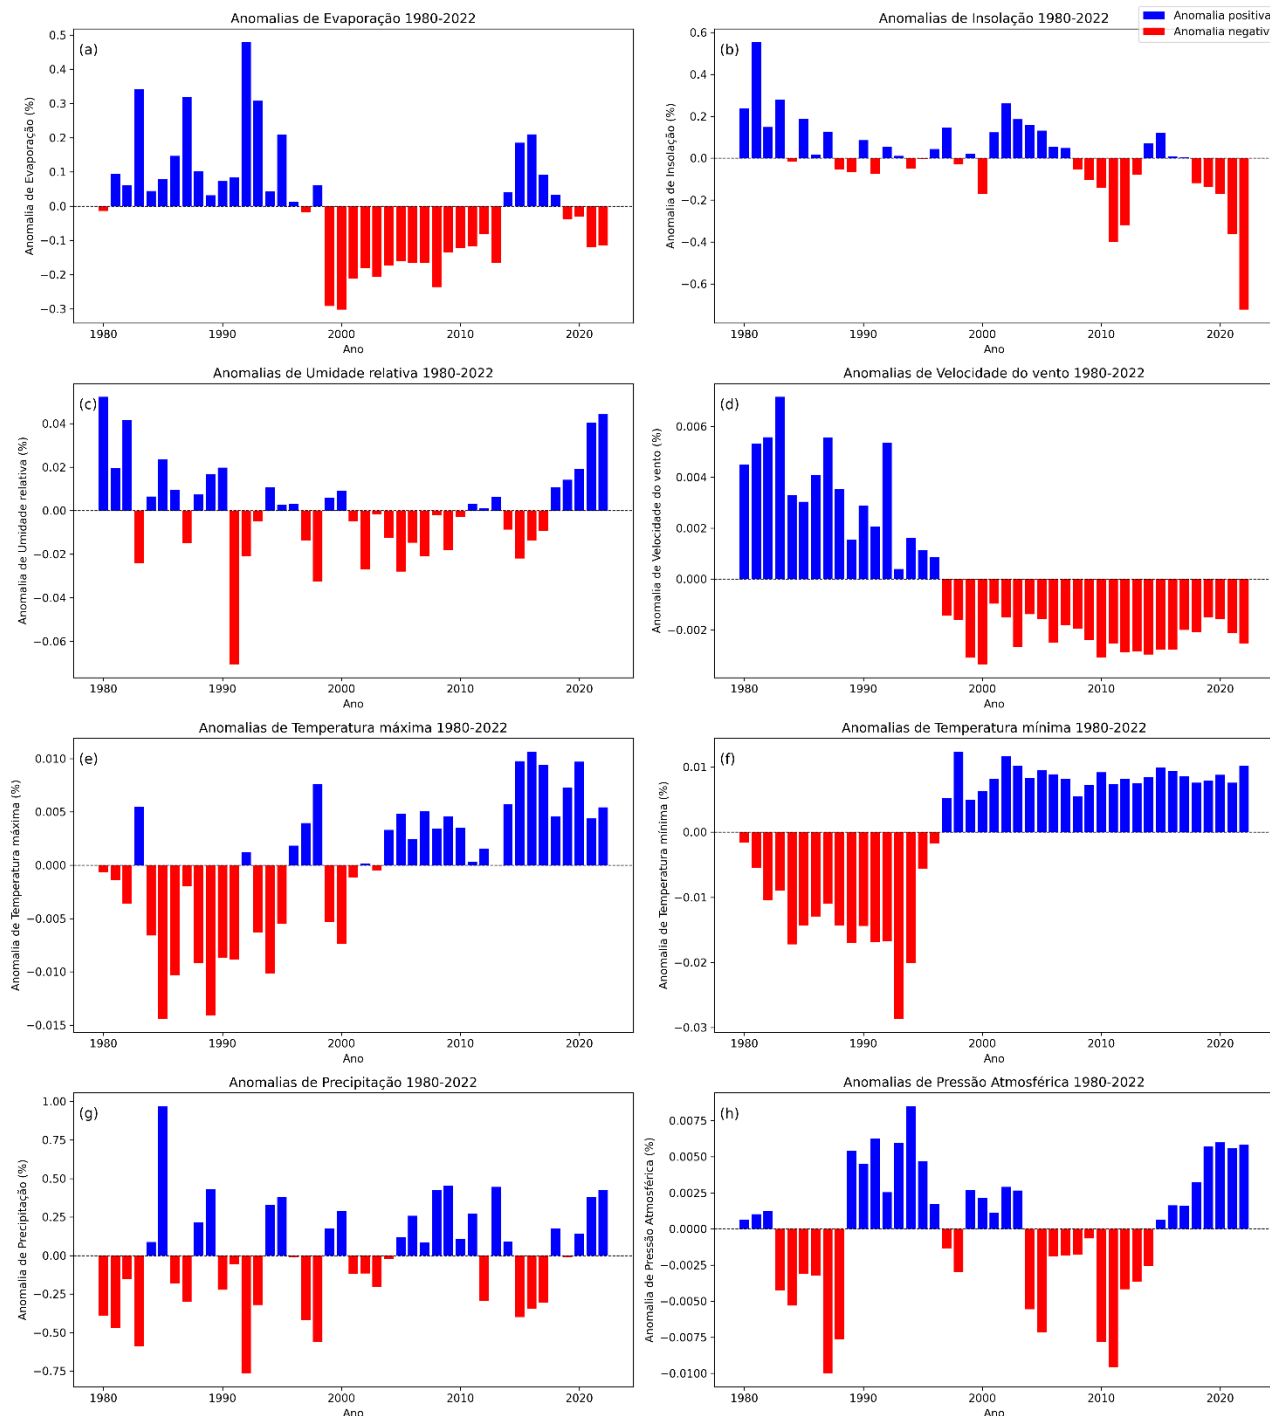 Anomalias de Evaporação 1980-2022
(a)
Anomalia de Evaporação (%)
0.5
0.4
0.3
0.2
0.1
0.0
−0.1
−0.2
−0.3
1980 1990 2000 2010 2020
Ano
Anomalias de Insolação 1980-2022
Anomalia positiva
Anomalia negativ
(b)
Anomalia de Insolação (%)
0.6
0.4
0.2
0.0
−0.2
−0.4
−0.6
1980 1990 2000 2010 2020
Ano
Anomalias de Umidade relativa 1980-2022
(c)
Anomalia de Umidade relativa (%)
0.04
0.02
0.00
−0.02
−0.04
−0.06
1980 1990 2000 2010 2020
Ano
Anomalias de Velocidade do vento 1980-2022
(d)
Anomalia de Velocidade do vento (%)
0.006
0.004
0.002
0.000
−0.002
1980 1990 2000 2010 2020
Ano
Anomalias de Temperatura máxima 1980-2022
(e)
Anomalia de Temperatura máxima (%)
0.010
0.005
0.000
−0.005
−0.010
−0.015
1980 1990 2000 2010 2020
Ano
Anomalias de Temperatura mínima 1980-2022
(f)
Anomalia de Temperatura mínima (%)
0.01
0.00
−0.01
−0.02
−0.03
1980 1990 2000 2010 2020
Ano
Anomalias de Precipitação 1980-2022
(g)
Anomalia de Precipitação (%)
1.00
0.75
0.50
0.25
0.00
−0.25
−0.50
−0.75
1980 1990 2000 2010 2020
Ano
Anomalias de Pressão Atmosférica 1980-2022
(h)
Anomalia de Pressão Atmosférica (%)
0.0075
0.0050
0.0025
0.0000
−0.0025
−0.0050
−0.0075
−0.0100
1980 1990 2000 2010 2020
Ano